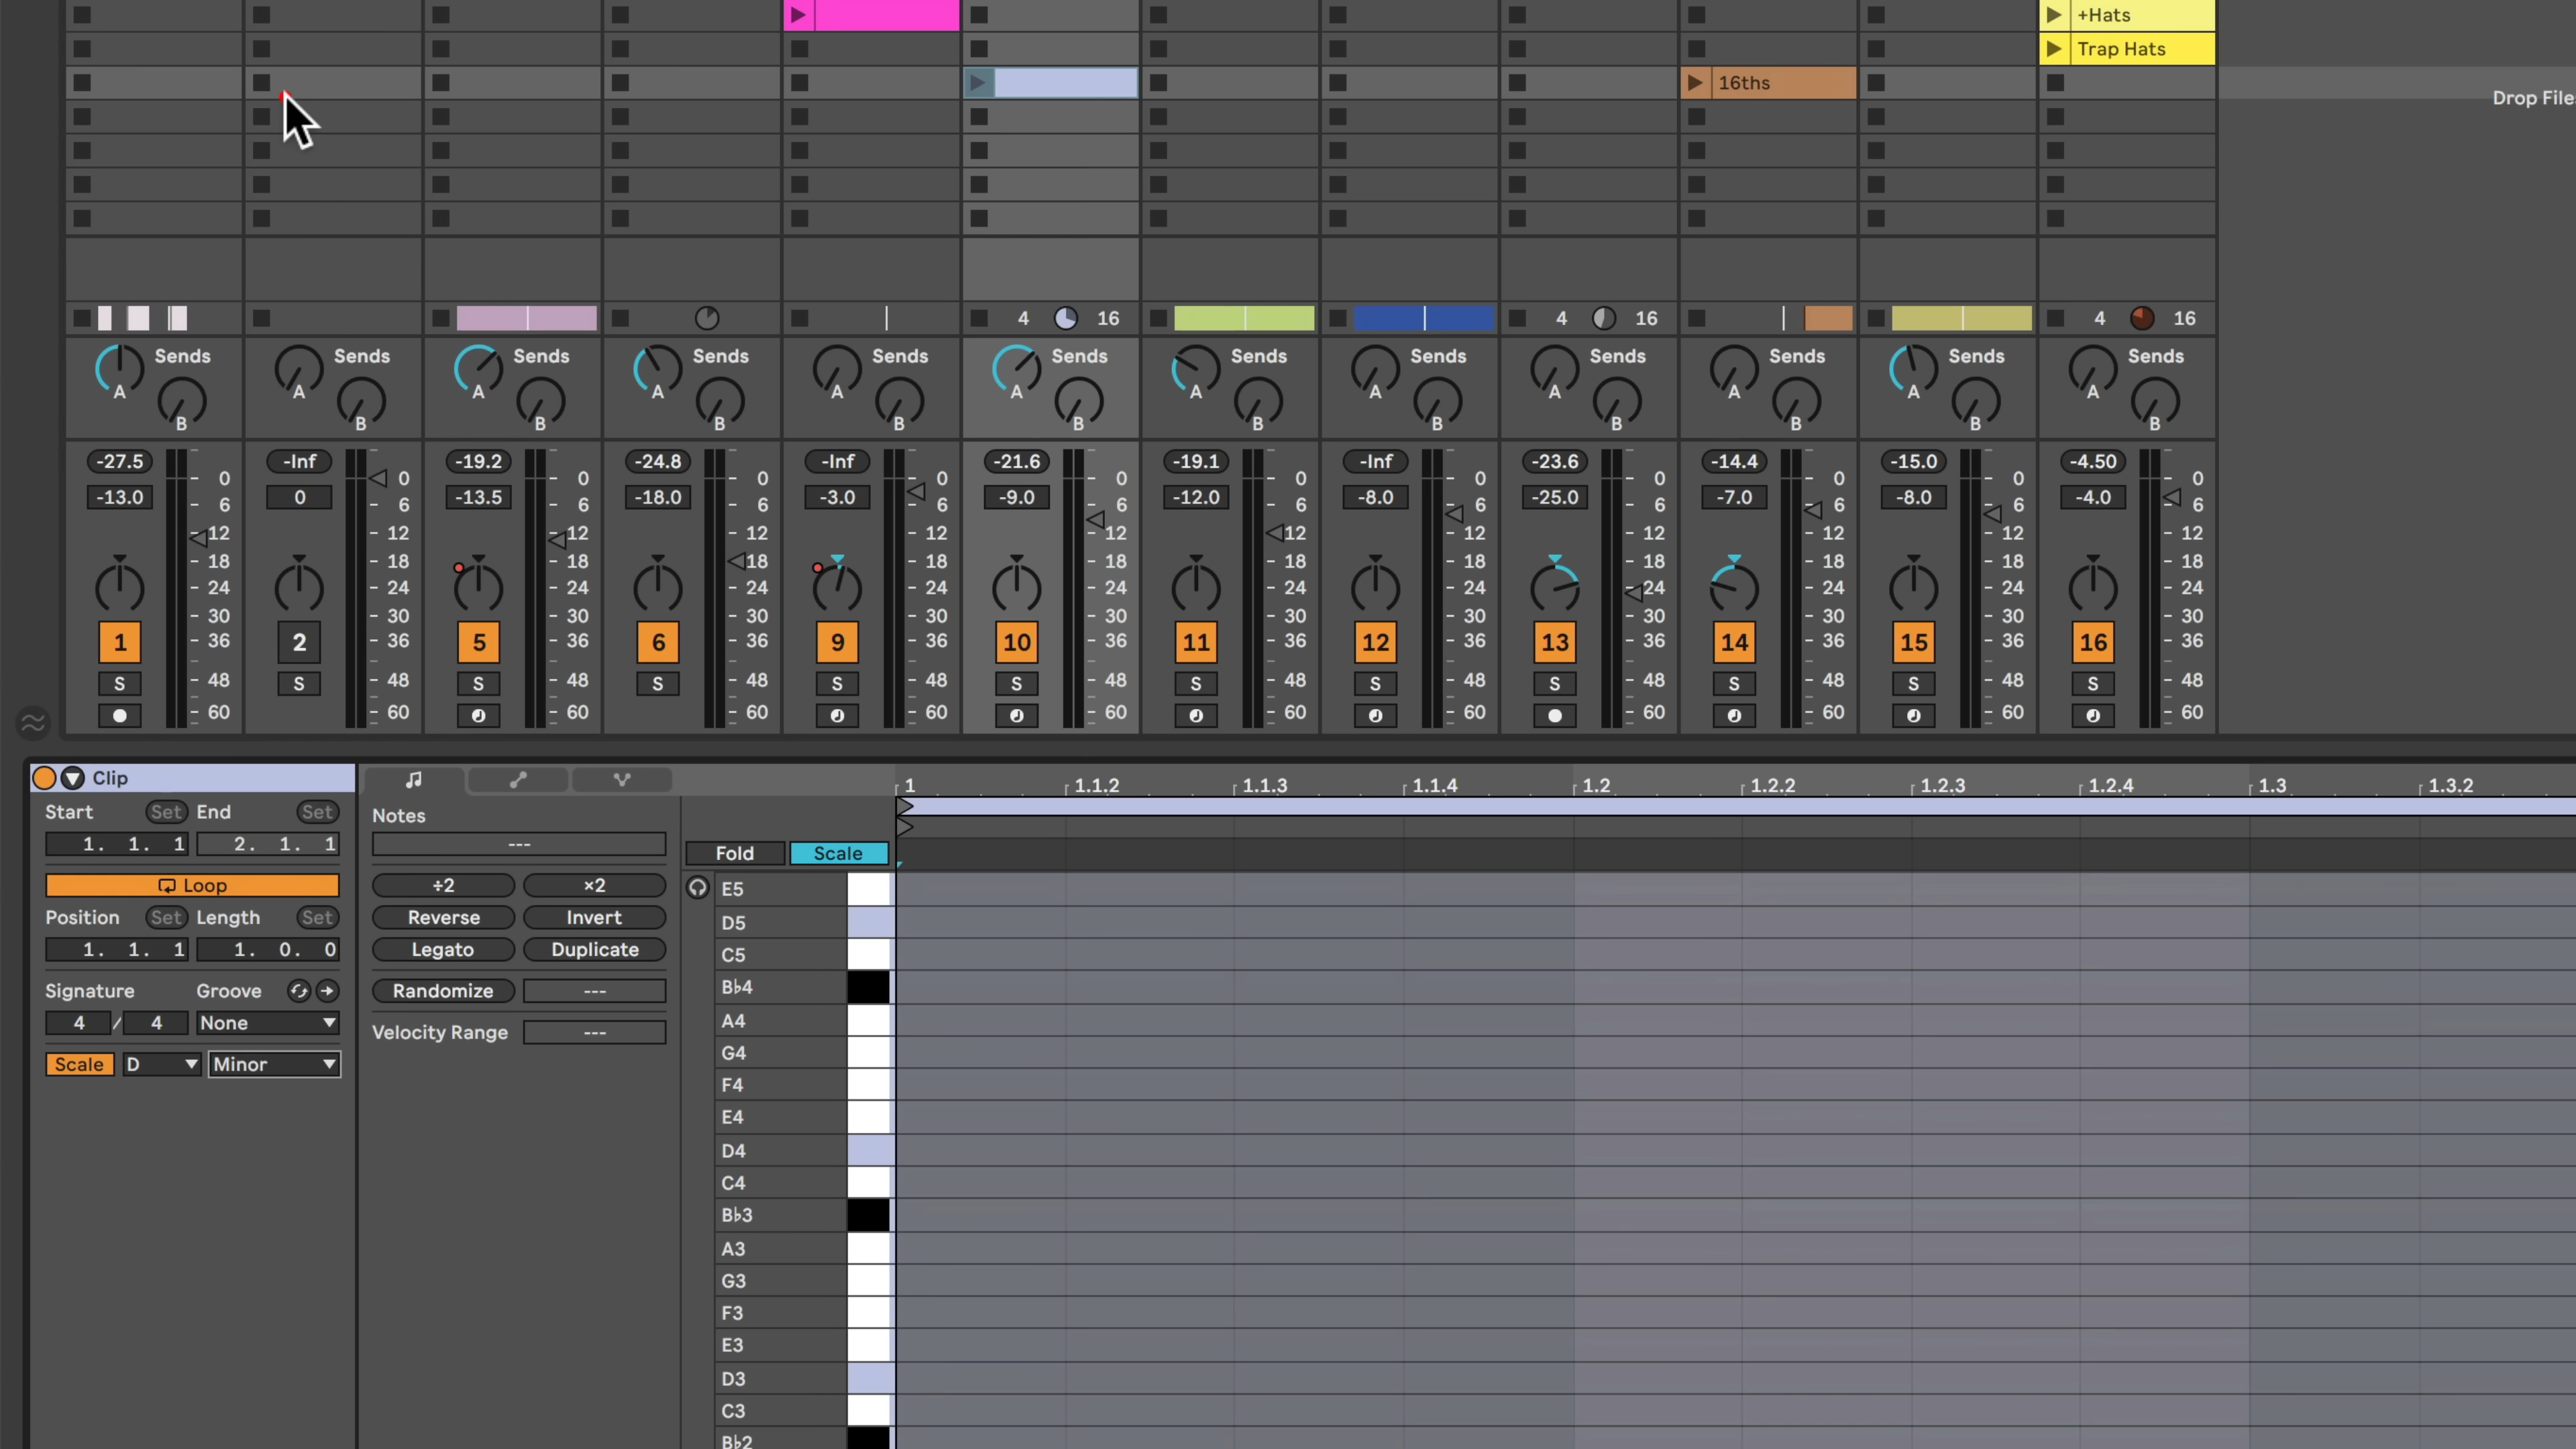 +Hats
Trap Hats
16ths
Drop File
4 16 4 16 4 16
Sends Sends Sends Sends Sends Sends Sends Sends Sends Sends Sends Sends
A A A A A A A A A A A A
B B B B B B B B B B B B
-27.5 -Inf -19.2 -24.8 -Inf -21.6 -19.1 -Inf -23.6 -14.4 -15.0 -4.50
0 0 0 0 0 0 0 0 0 0 0 0
-13.0 0 -13.5 -18.0 -3.0 -9.0 -12.0 -8.0 -25.0 -7.0 -8.0 -4.0
6 6 6 6 6 6 6 6 6 6 6 6
12 12 12 12 12 12 12 12 12 12 12 12
18 18 18 18 18 18 18 18 18 18 18 18
24 24 24 24 24 24 24 24 24 24 24 24
30 30 30 30 30 30 30 30 30 30 30 30
1 36 2 36 5 36 6 36 9 36 10 36 11 36 12 36 13 36 14 36 15 36 16 36
S 48 S 48 S 48 S 48 S 48 S 48 S 48 S 48 S 48 S 48 S 48 S 48
60 60 60 60 60 60 60 60 60 60 60 60
Clip
Start Set End Set
1. 1. 1 2. 1. 1
Loop
Position Set Length Set
1. 1. 1 1. 0. 0
Signature Groove
4 / 4 None
Scale D Minor
Notes
---
÷2 ×2
Reverse Invert
Legato Duplicate
Randomize ---
Velocity Range ---
1 1.1.2 1.1.3 1.1.4 1.2 1.2.2 1.2.3 1.2.4 1.3 1.3.2
Fold Scale
E5
D5
C5
B♭4
A4
G4
F4
E4
D4
C4
B♭3
A3
G3
F3
E3
D3
C3
B♭2